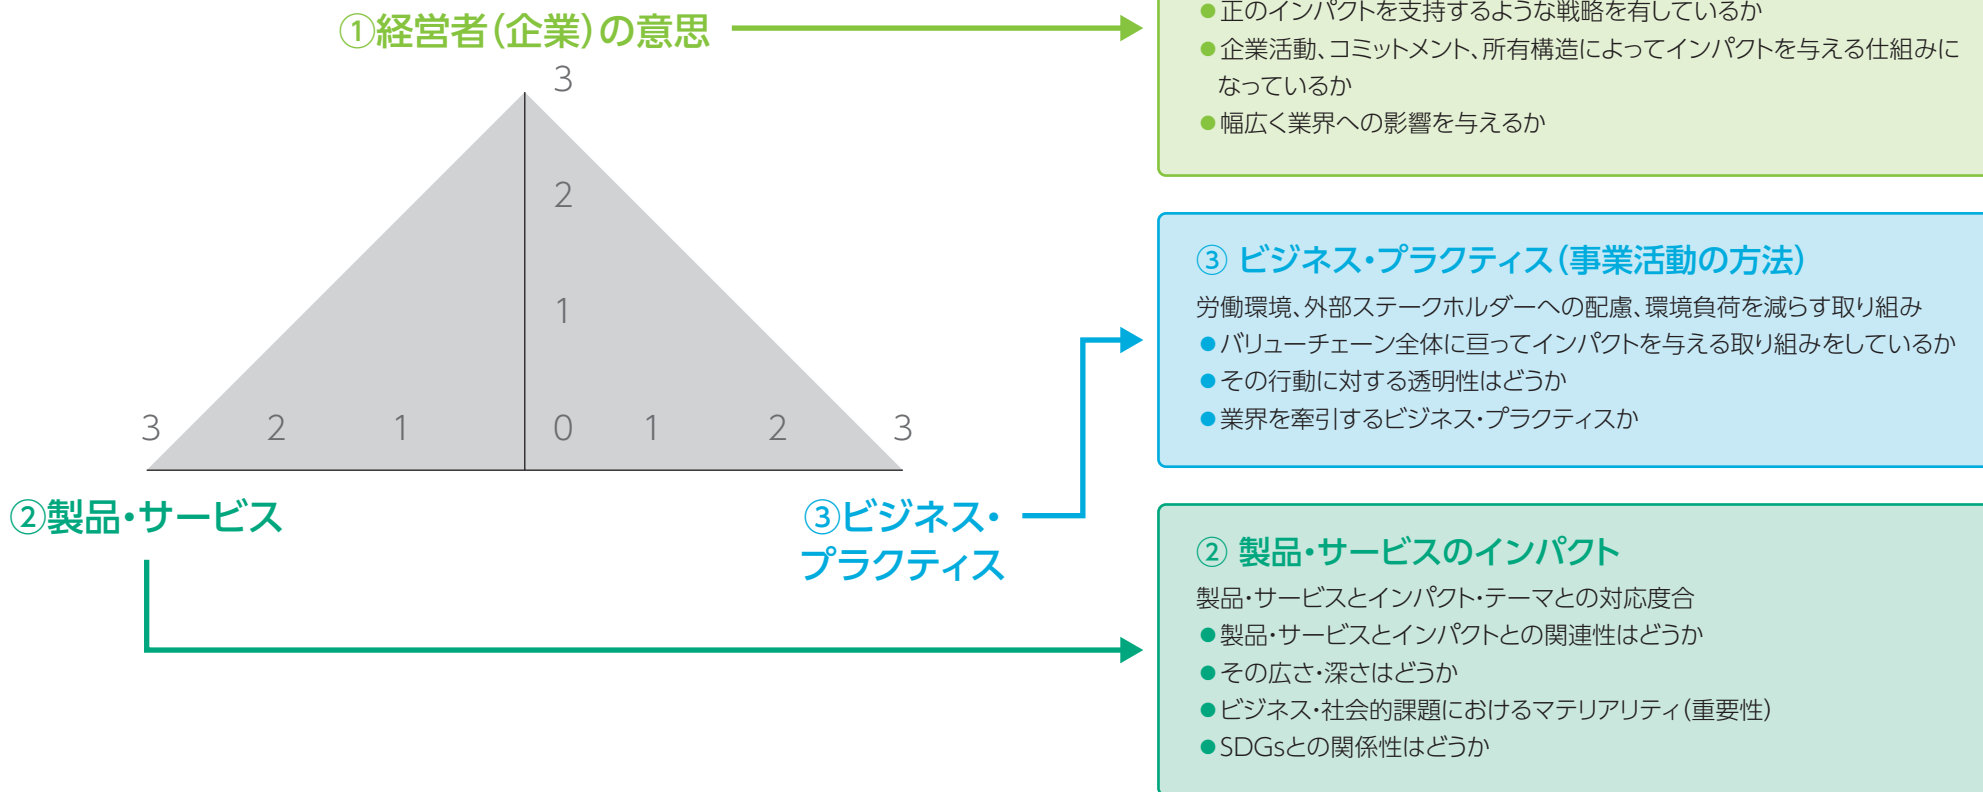 ①経営者(企業)の意思
3
2
1
3 2 1 0 1 2 3
②製品・サービス
③ビジネス・
プラクティス
●正のインパクトを支持するような戦略を有しているか
●企業活動、コミットメント、所有構造によってインパクトを与える仕組みに
なっているか
●幅広く業界への影響を与えるか
③ ビジネス・プラクティス(事業活動の方法)
労働環境、外部ステークホルダーへの配慮、環境負荷を減らす取り組み
●バリューチェーン全体に亘ってインパクトを与える取り組みをしているか
●その行動に対する透明性はどうか
●業界を牽引するビジネス・プラクティスか
② 製品・サービスのインパクト
製品・サービスとインパクト・テーマとの対応度合
●製品・サービスとインパクトとの関連性はどうか
●その広さ・深さはどうか
●ビジネス・社会的課題におけるマテリアリティ(重要性)
●SDGsとの関係性はどうか